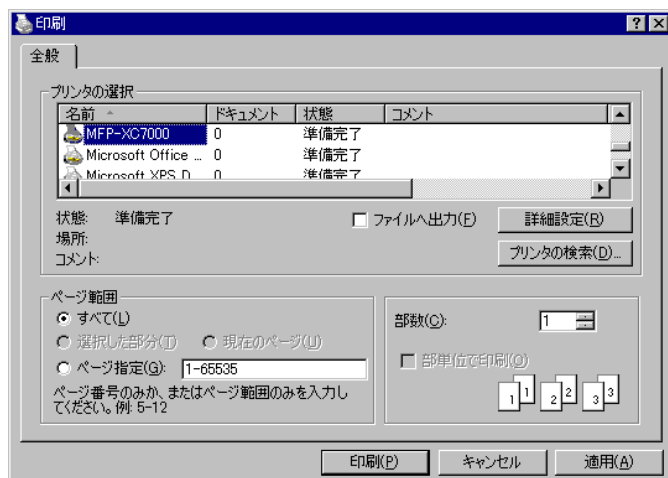 印刷
全般
プリンタの選択
名前 ドキュメント 状態 コメント
MFP-XC7000 0 準備完了
Microsoft Office ... 0 準備完了
Microsoft XPS D... 0 準備完了
状態: 準備完了
ファイルへ出力(F) 詳細設定(R)
場所:
コメント:
プリンタの検索(D)...
ページ範囲
すべて(L)
選択した部分(T) 現在のページ(U)
ページ指定(G): 1-65535
ページ番号のみか、またはページ範囲のみを入力し
てください。例: 5-12
部数(C): 1
部単位で印刷(O)
1 1 2 2 3 3
印刷(P) キャンセル 適用(A)